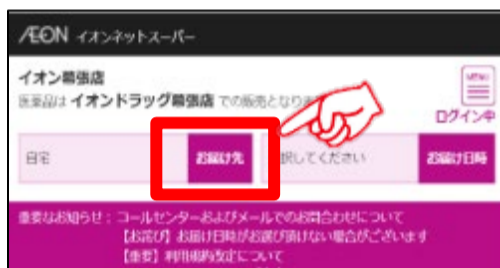 ÆON イオンネットスーパー
イオン幕張店
医薬品は イオンドラッグ幕張店 での販売となりま
MENU
ログイン中
自宅
お届け先
択してください
お届け日時
重要なお知らせ: コールセンターおよびメールでのお問合わせについて
【お詫び】お届け日時がお選び頂けない場合がございます
【重要】利用規約改定について